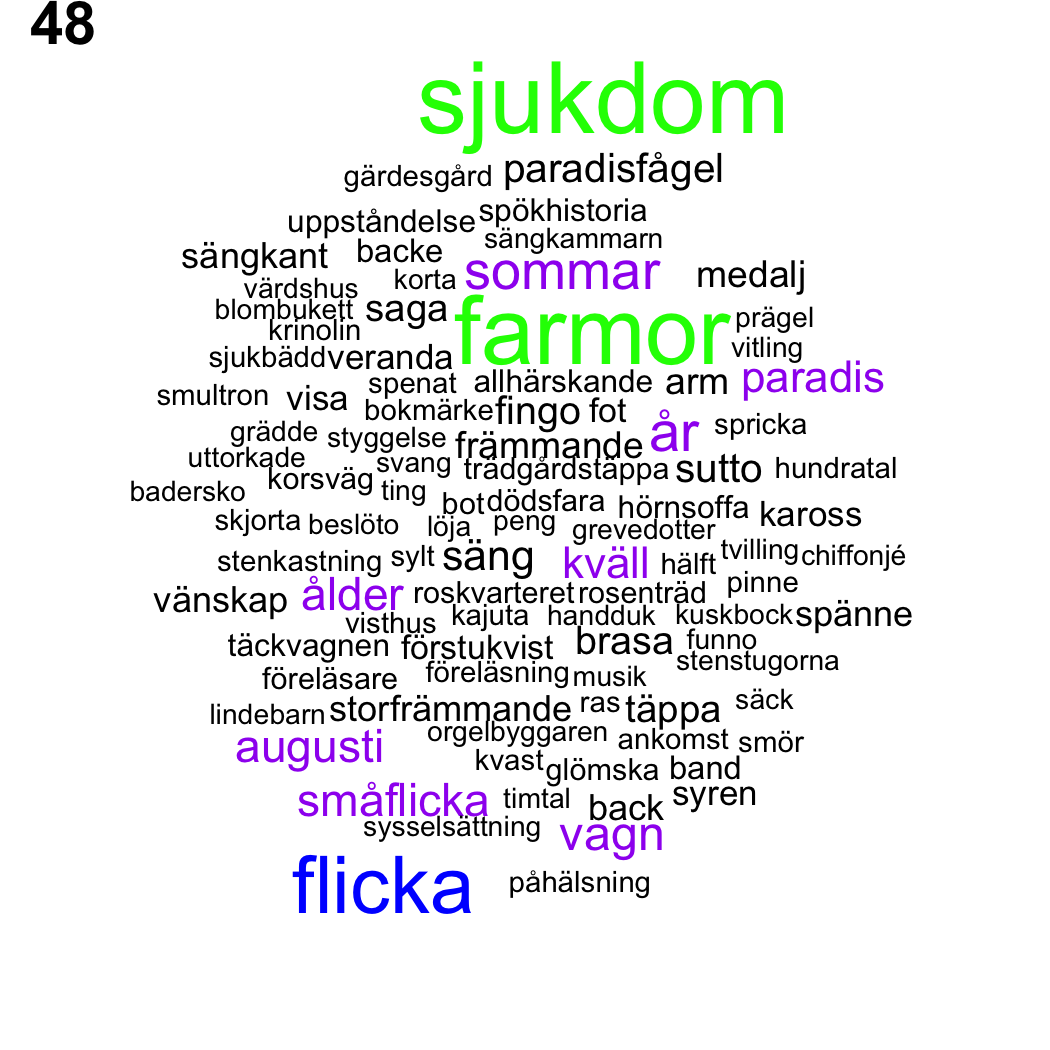 48
sjukdom
gärdesgård paradisfågel
uppståndelse spökhistoria
sängkammarn
sängkant backe
korta sommar medalj
värdshus
blombukett saga farmor prägel
krinolin
sjukbädd veranda vitling
smultron visa spenat allhärskande arm paradis
bokmärke fingo fot
grädde styggelse främmande år spricka
uttorkade svang trädgårdstäppa sutto hundratal
badersko korsväg ting
bot dödsfara hörnsoffa kaross
skjorta beslöto löja peng grevedotter
stenkastning sylt säng kväll hälft tvilling chiffonjé
vänskap ålder roskvarteret rosenträd pinne
visthus kajuta handduk kuskbock spänne
täckvagnen förstukvist brasa funno
stenstugorna
föreläsare föreläsning musik
lindebarn storfrämmande ras täppa säck
augusti orgelbyggaren ankomst smör
kvast glömska band
småflicka timtal back syren
sysselsättning vagn
flicka påhälsning